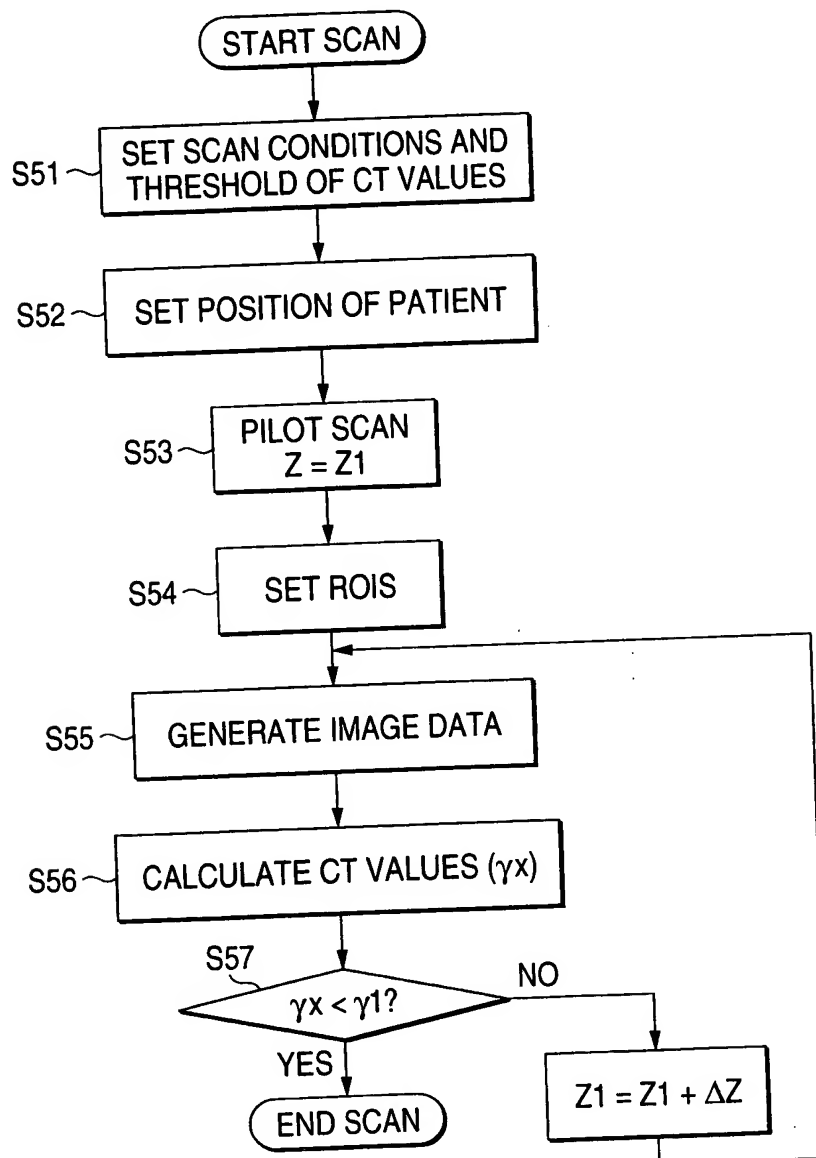 START SCAN
S51
SET SCAN CONDITIONS AND
THRESHOLD OF CT VALUES
S52
SET POSITION OF PATIENT
S53
PILOT SCAN
Z = Z1
S54
SET ROIS
S55
GENERATE IMAGE DATA
S56
CALCULATE CT VALUES (γx)
S57
γx < γ1?
NO
YES
Z1 = Z1 + ΔZ
END SCAN